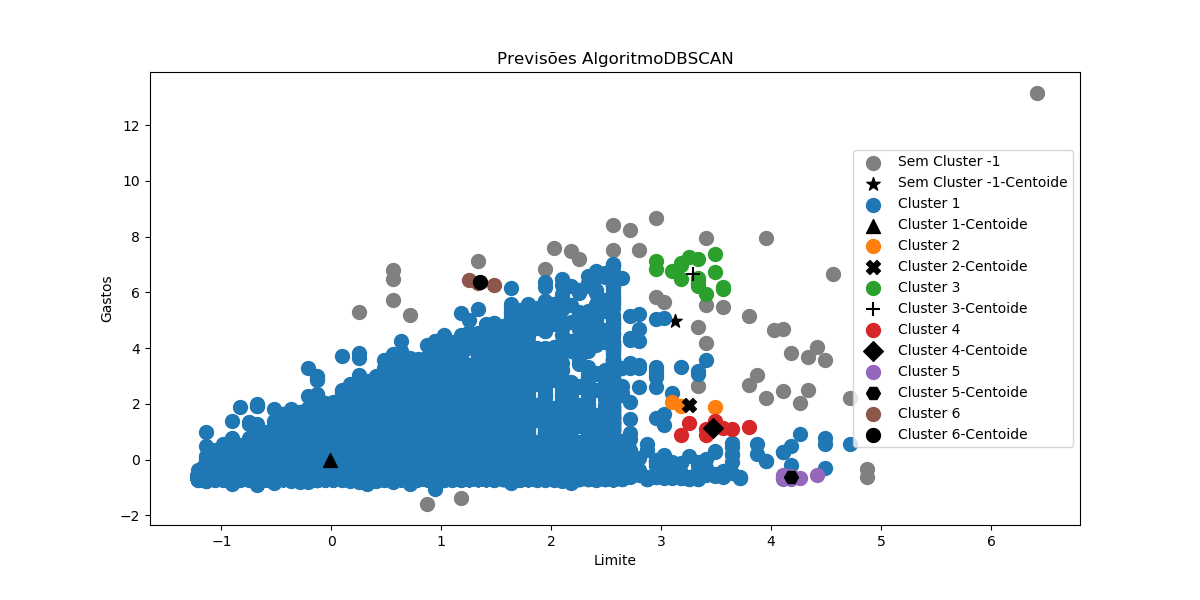 Previsões AlgoritmoDBSCAN
Gastos
12
10
8
6
4
2
0
−2
−1
0
1
2
3
4
5
6
Limite
Sem Cluster -1
Sem Cluster -1-Centoide
Cluster 1
Cluster 1-Centoide
Cluster 2
Cluster 2-Centoide
Cluster 3
Cluster 3-Centoide
Cluster 4
Cluster 4-Centoide
Cluster 5
Cluster 5-Centoide
Cluster 6
Cluster 6-Centoide